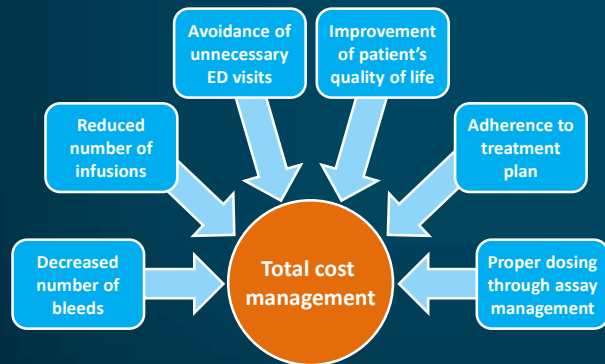 Avoidance of
unnecessary
ED visits
Improvement
of patient's
quality of life
Reduced
number of
infusions
Adherence to
treatment
plan
Decreased
number of
bleeds
Total cost
management
Proper dosing
through assay
management